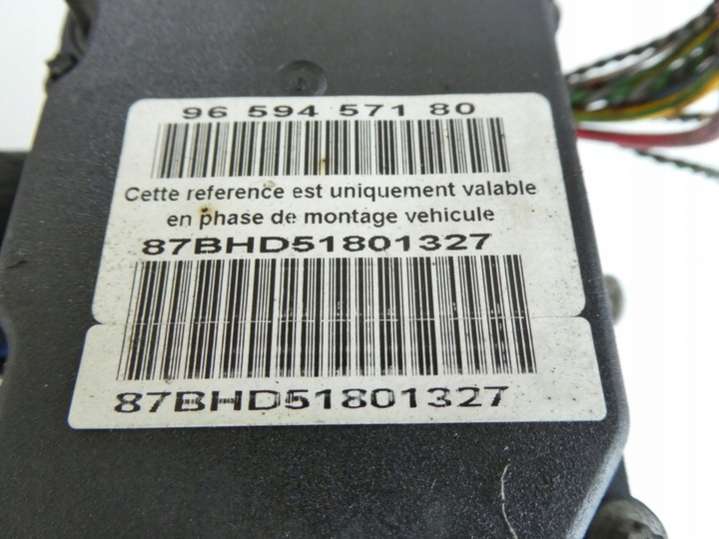 96 594 571 80
Cette reference est uniquement valable
en phase de montage vehicule
87BHD51801327
87BHD51801327